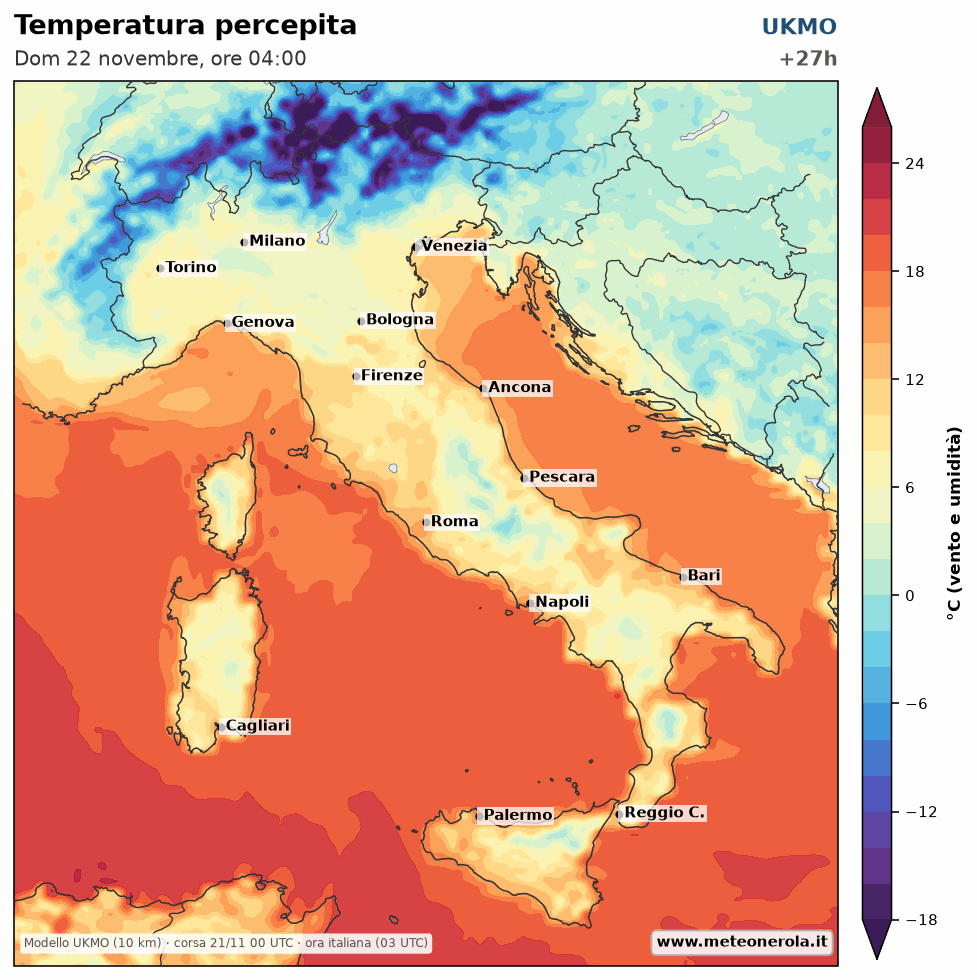 Temperatura percepita
UKMO
Dom 22 novembre, ore 04:00
+27h
Milano
Venezia
Torino
Genova
Bologna
Firenze
Ancona
Pescara
Roma
Bari
Napoli
Cagliari
Palermo
Reggio C.
24
18
12
6
0
−6
−12
−18
°C (vento e umidità)
Modello UKMO (10 km) · corsa 21/11 00 UTC · ora italiana (03 UTC)
www.meteonerola.it